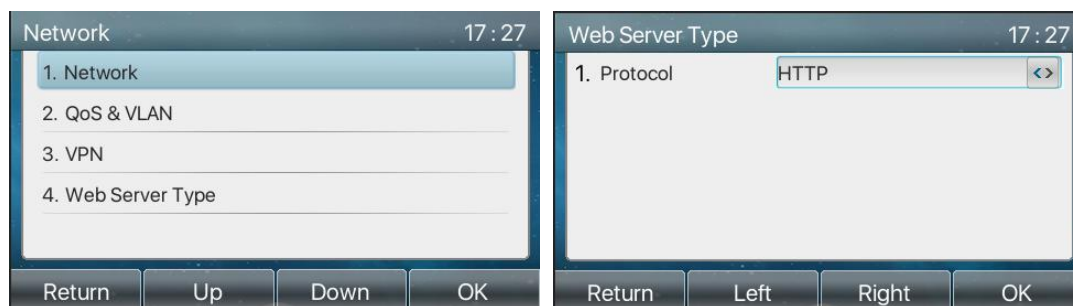 Network 17:27
1. Network
2. QoS & VLAN
3. VPN
4. Web Server Type
Return Up Down OK
Web Server Type 17:27
1. Protocol HTTP <>
Return Left Right OK